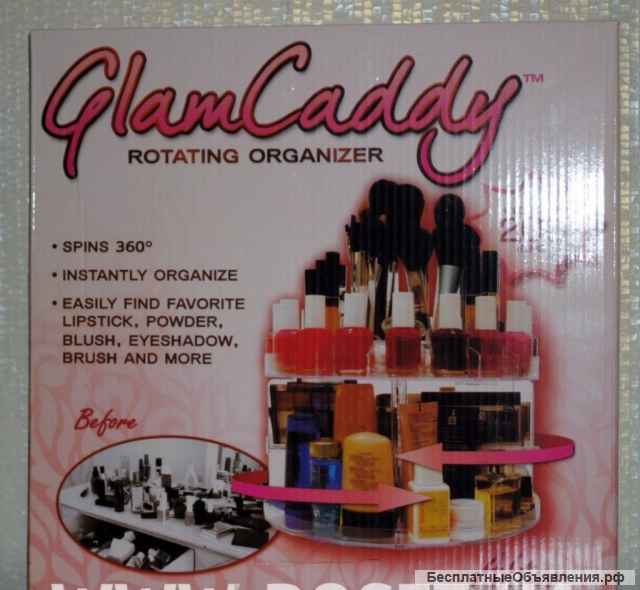 GlamCaddy™
ROTATING ORGANIZER
• SPINS 360°
• INSTANTLY ORGANIZE
• EASILY FIND FAVORITE
LIPSTICK, POWDER,
BLUSH, EYESHADOW,
BRUSH AND MORE
Before
БесплатныеОбъявления.рф